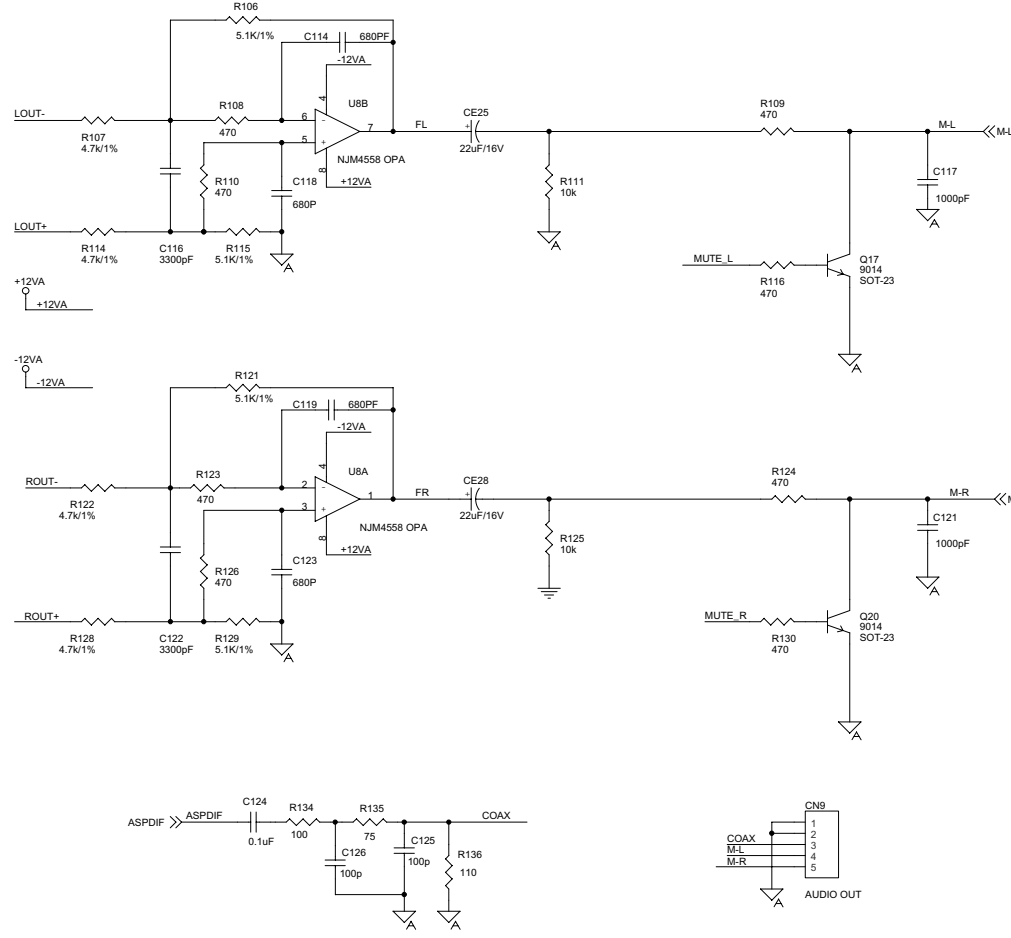 R106
5.1K/1%
C114
680PF
-12VA
4
U8B
LOUT-
R107
4.7k/1%
R108
470
6
-
5
+
7
FL
CE25
+
22uF/16V
R109
470
M-L
M-L
NJM4558 OPA
8
+12VA
R110
470
C118
680P
R111
10k
A
C117
1000pF
A
LOUT+
R114
4.7k/1%
C116
3300pF
R115
5.1K/1%
A
MUTE_L
R116
470
Q17
9014
SOT-23
A
+12VA
+12VA
-12VA
-12VA
R121
5.1K/1%
C119
680PF
-12VA
4
U8A
ROUT-
R122
4.7k/1%
R123
470
2
-
3
+
1
FR
CE28
+
22uF/16V
R124
470
M-R
M
NJM4558 OPA
8
+12VA
R126
470
C123
680P
R125
10k
C121
1000pF
A
ROUT+
R128
4.7k/1%
C122
3300pF
R129
5.1K/1%
A
MUTE_R
R130
470
Q20
9014
SOT-23
A
ASPDIF
ASPDIF
C124
0.1uF
R134
100
R135
75
COAX
C126
100p
C125
100p
R136
110
A
A
CN9
1
2
COAX
3
M-L
4
M-R
5
A
AUDIO OUT